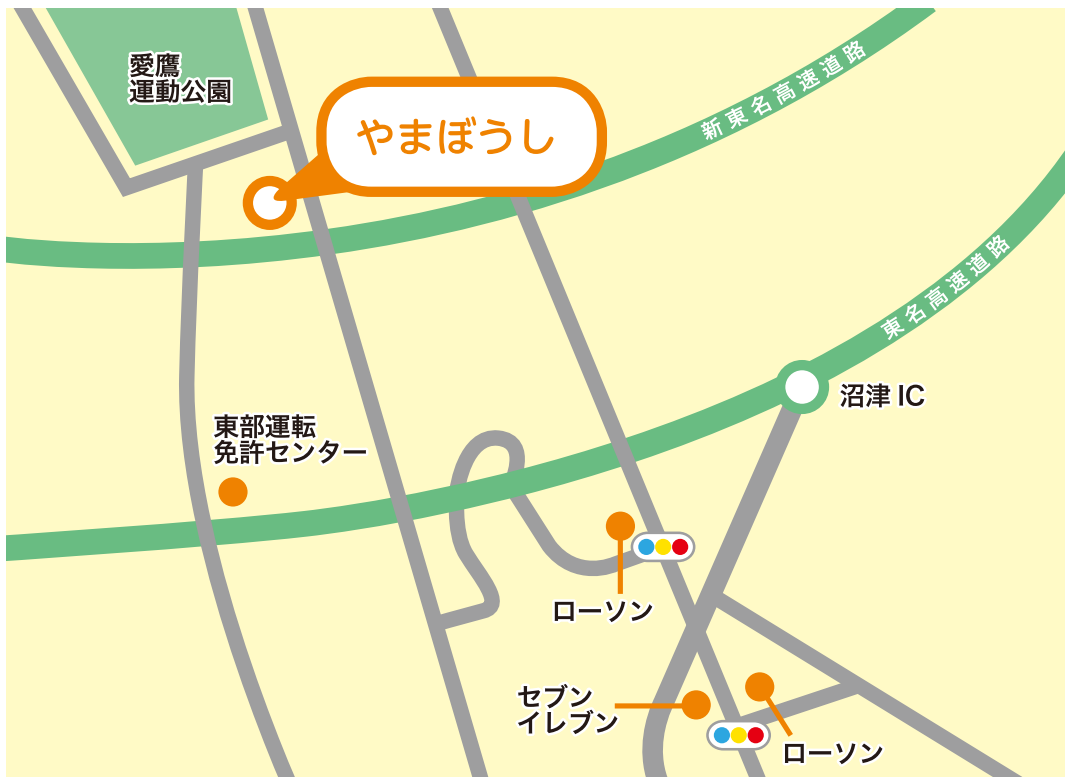 愛鷹
運動公園
やまぼうし
新東名高速道路
東名高速道路
沼津 IC
東部運転
免許センター
ローソン
セブン
イレブン
ローソン